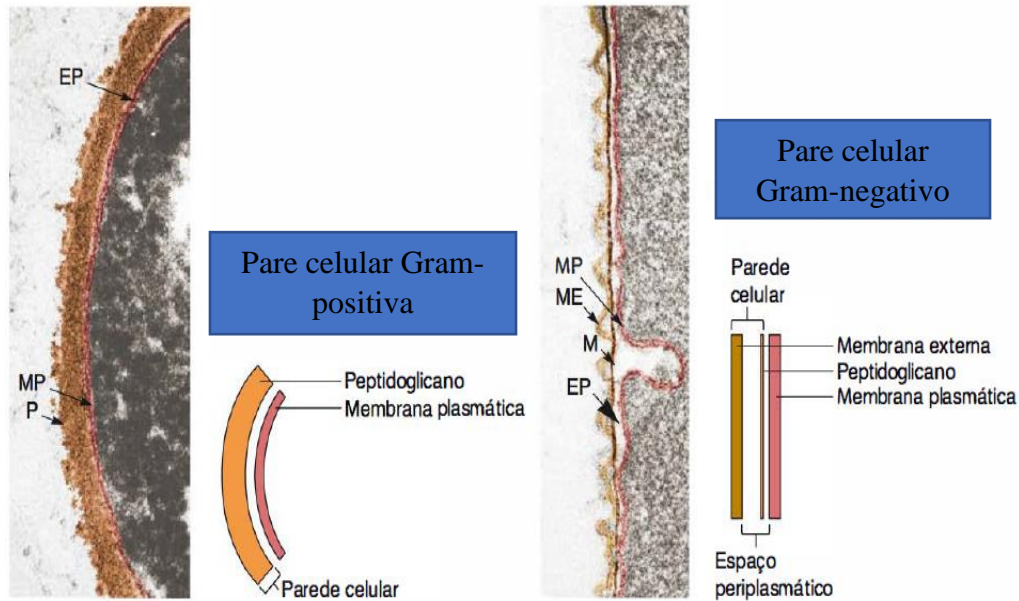 EP
MP
P
Pare celular Gram-
positiva
Peptidoglicano
Membrana plasmática
Parede celular
MP
ME
M
EP
Pare celular
Gram-negativo
Parede
celular
Membrana externa
Peptidoglicano
Membrana plasmática
Espaço
periplasmático